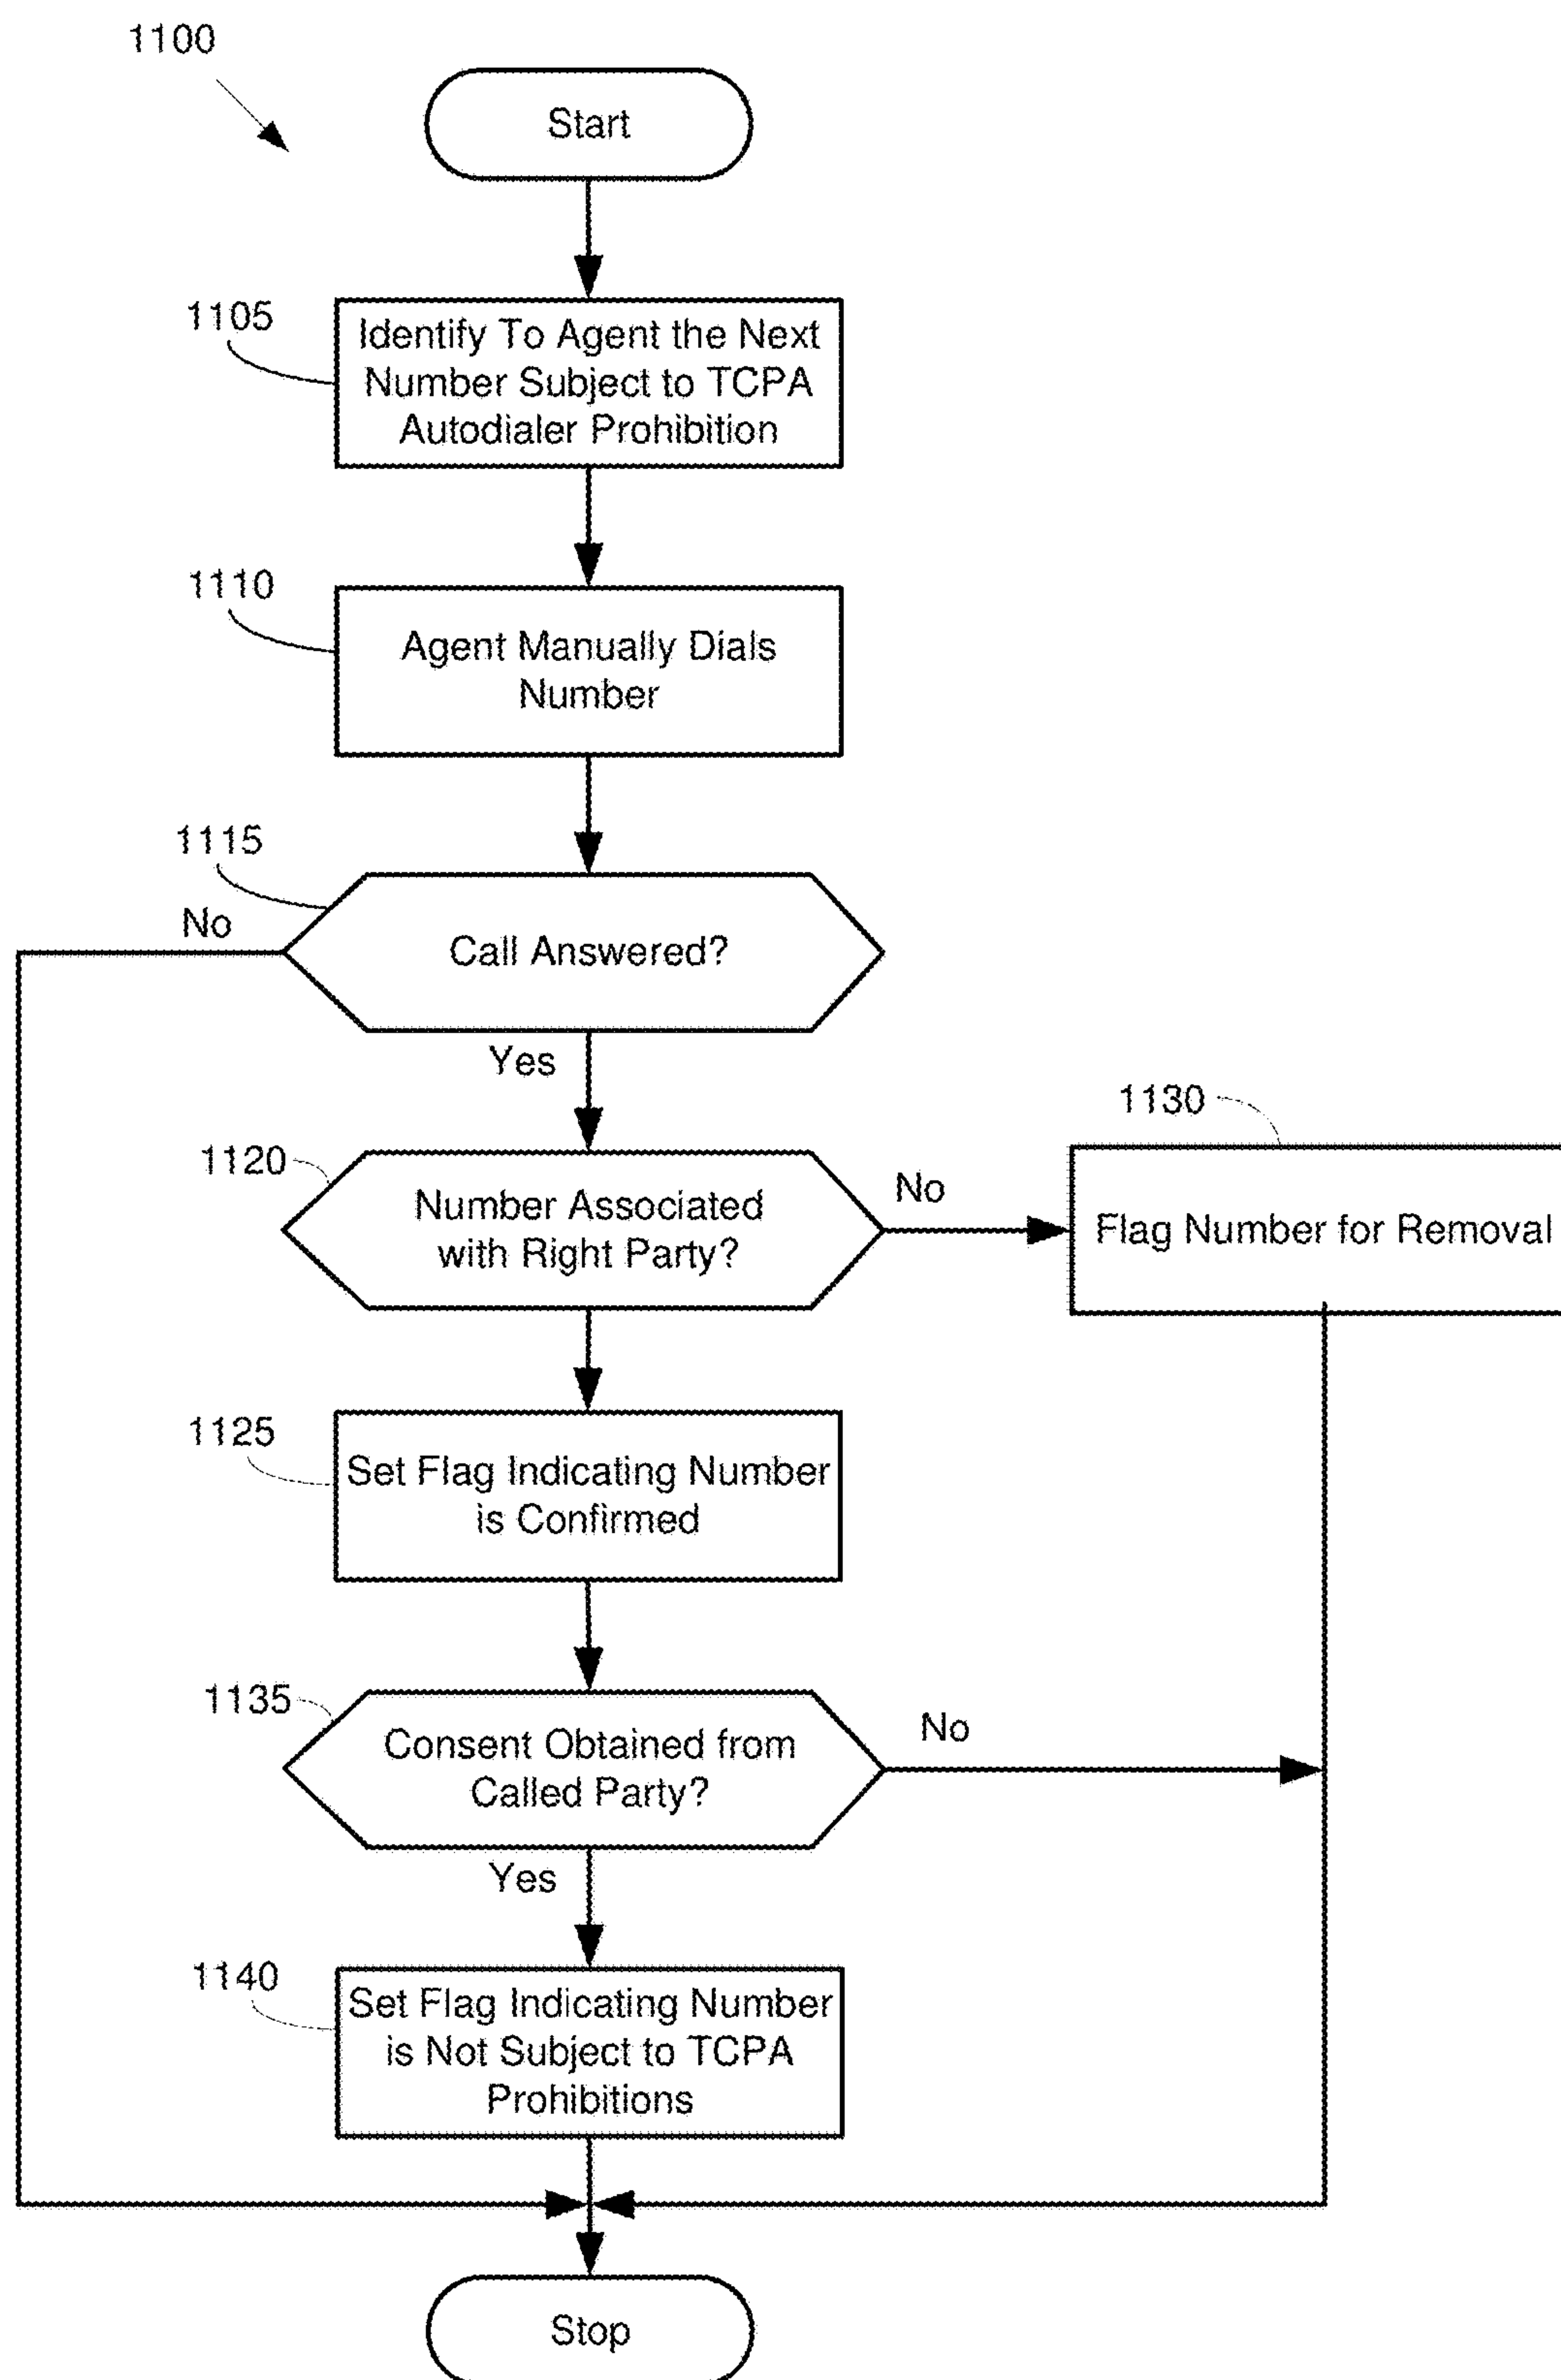 1100
Start
1105
Identify To Agent the Next
Number Subject to TCPA
Autodialer Prohibition
1110
Agent Manually Dials
Number
1115
No
Call Answered?
Yes
1120
Number Associated
with Right Party?
No
1130
Flag Number for Removal
1125
Set Flag Indicating Number
is Confirmed
1135
Consent Obtained from
Called Party?
No
Yes
1140
Set Flag Indicating Number
is Not Subject to TCPA
Prohibitions
Stop